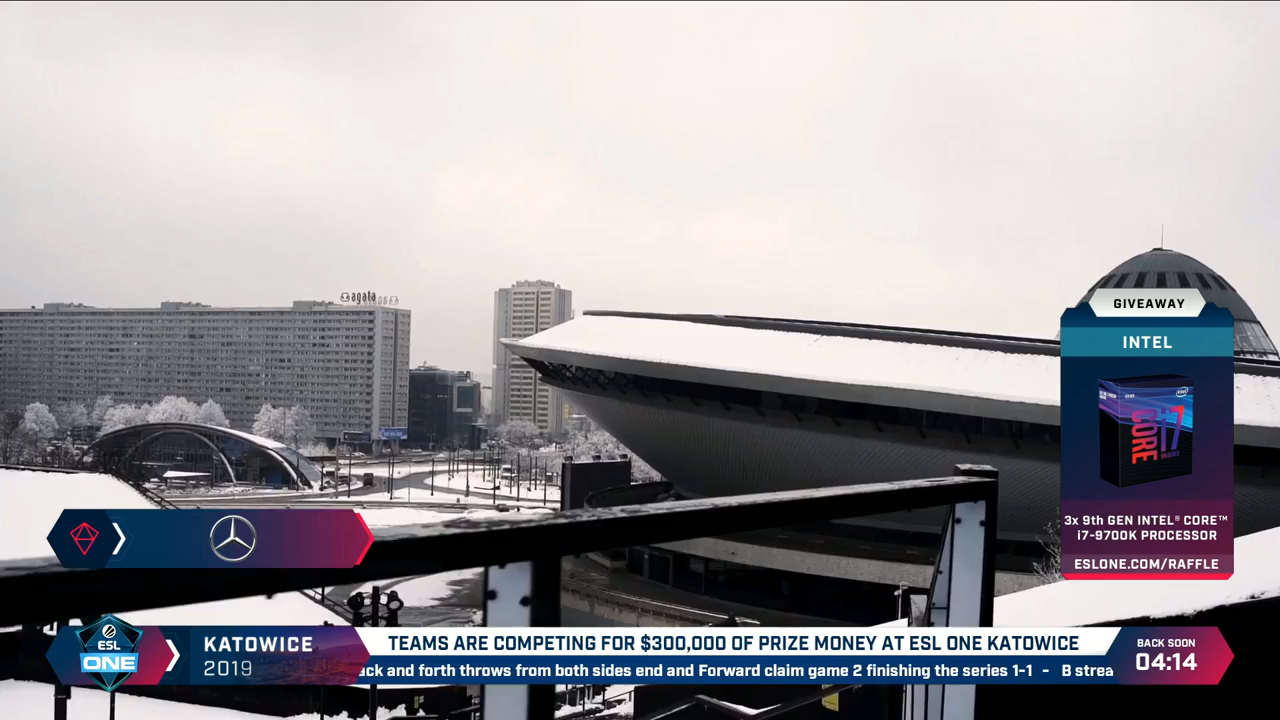 agata
GIVEAWAY
INTEL
CORE i7
3x 9th GEN INTEL® CORE™
i7-9700K PROCESSOR
ESLONE.COM/RAFFLE
ESL
ONE
KATOWICE
2019
TEAMS ARE COMPETING FOR $300,000 OF PRIZE MONEY AT ESL ONE KATOWICE
ack and forth throws from both sides end and Forward claim game 2 finishing the series 1-1 - B strea
BACK SOON
04:14